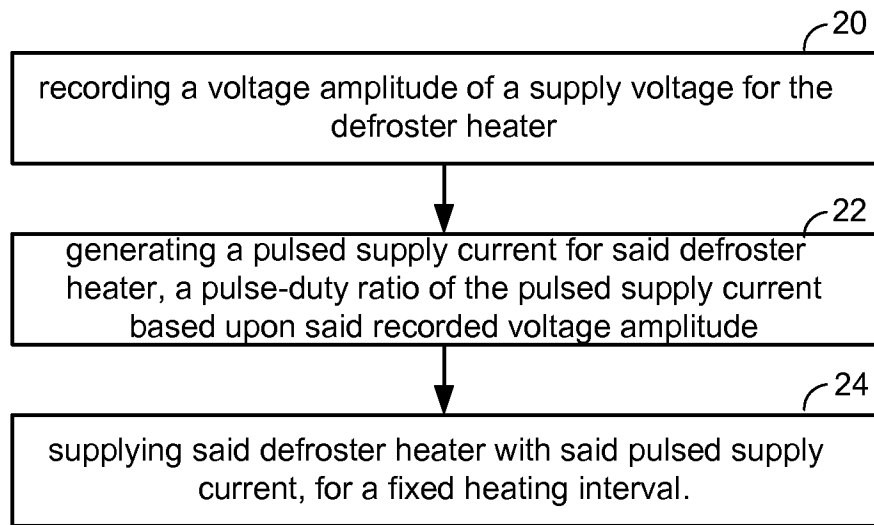 20
recording a voltage amplitude of a supply voltage for the
defroster heater
22
generating a pulsed supply current for said defroster
heater, a pulse-duty ratio of the pulsed supply current
based upon said recorded voltage amplitude
24
supplying said defroster heater with said pulsed supply
current, for a fixed heating interval.